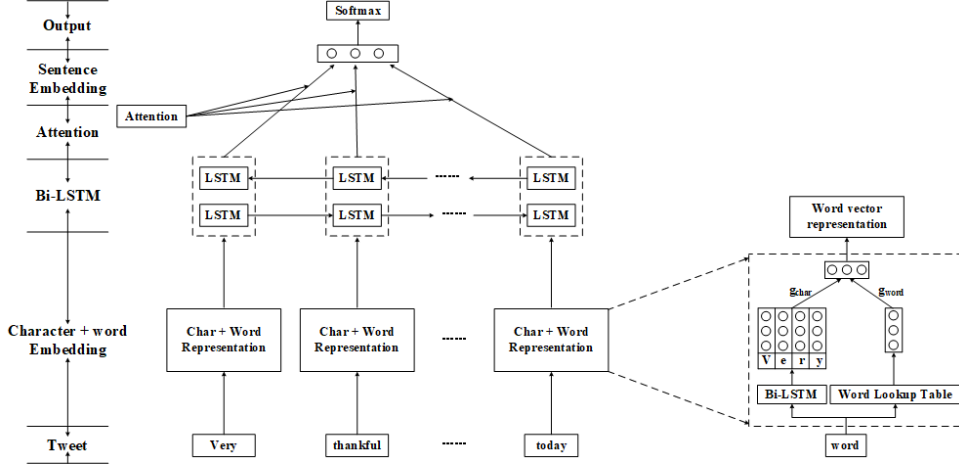 Output
Sentence
Embedding
Attention
Bi-LSTM
Character + word
Embedding
Tweet
Softmax
Attention
LSTM
LSTM
......
LSTM
LSTM
LSTM
......
LSTM
Char + Word
Representation
Char + Word
Representation
......
Char + Word
Representation
Very
thankful
......
today
Word vector
representation
gchar
gword
V e r y
Bi-LSTM
Word Lookup Table
word